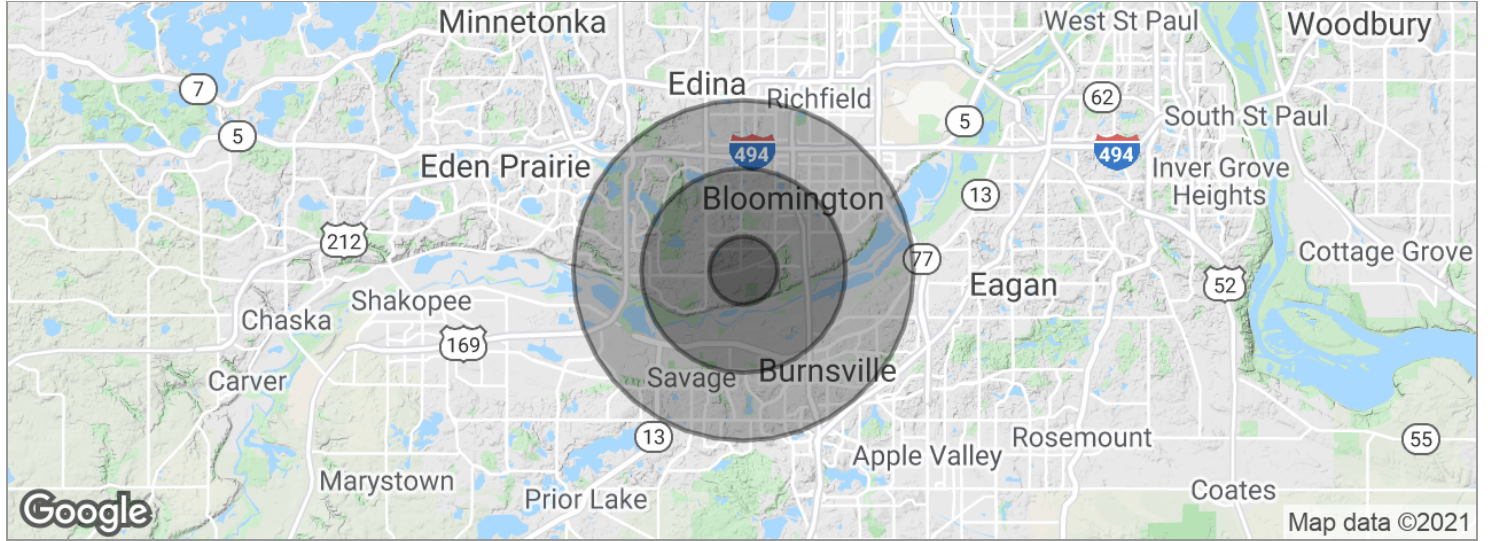 Minnetonka
West St Paul
Woodbury
7
Edina
Richfield
62
5
South St Paul
5
494
494
Eden Prairie
Inver Grove
Heights
Bloomington
13
212
77
Cottage Grove
Eagan
52
Shakopee
Chaska
169
Carver
Savage
Burnsville
13
Rosemount
55
Apple Valley
Marystown
Prior Lake
Coates
Google
Map data ©2021